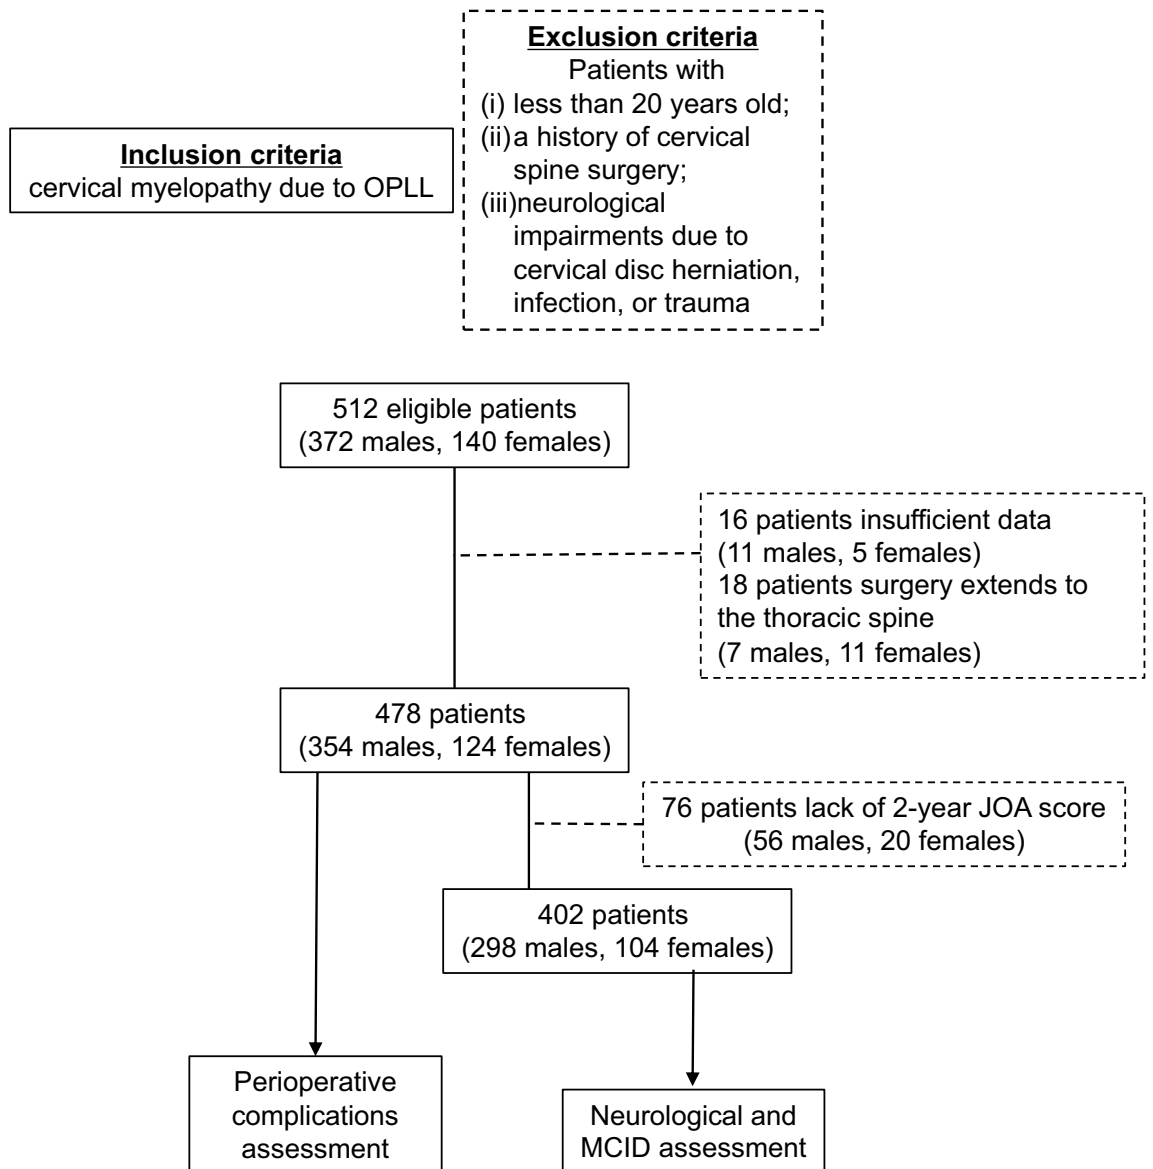 Inclusion criteria
cervical myelopathy due to OPLL
Exclusion criteria
Patients with
(i) less than 20 years old;
(ii) a history of cervical
spine surgery;
(iii)neurological
impairments due to
cervical disc herniation,
infection, or trauma
512 eligible patients
(372 males, 140 females)
16 patients insufficient data
(11 males, 5 females)
18 patients surgery extends to
the thoracic spine
(7 males, 11 females)
478 patients
(354 males, 124 females)
76 patients lack of 2-year JOA score
(56 males, 20 females)
402 patients
(298 males, 104 females)
Perioperative
complications
assessment
Neurological and
MCID assessment